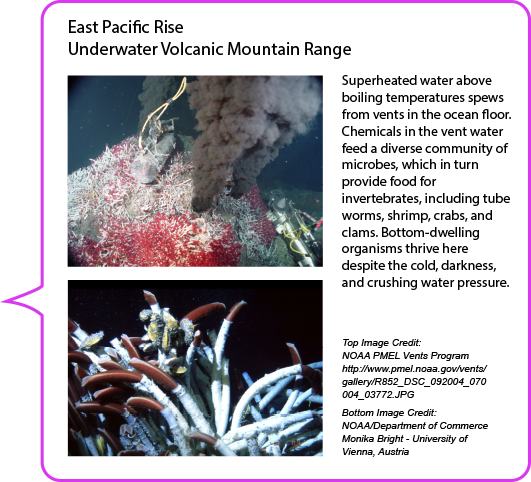 East Pacific Rise
Underwater Volcanic Mountain Range
Superheated water above
boiling temperatures spews
from vents in the ocean floor.
Chemicals in the vent water
feed a diverse community of
microbes, which in turn
provide food for
invertebrates, including tube
worms, shrimp, crabs, and
clams. Bottom-dwelling
organisms thrive here
despite the cold, darkness,
and crushing water pressure.
Top Image Credit:
NOAA PMEL Vents Program
http://www.pmel.noaa.gov/vents/
gallery/R852_DSC_092004_070
004_03772.JPG
Bottom Image Credit:
NOAA/Department of Commerce
Monika Bright - University of
Vienna, Austria